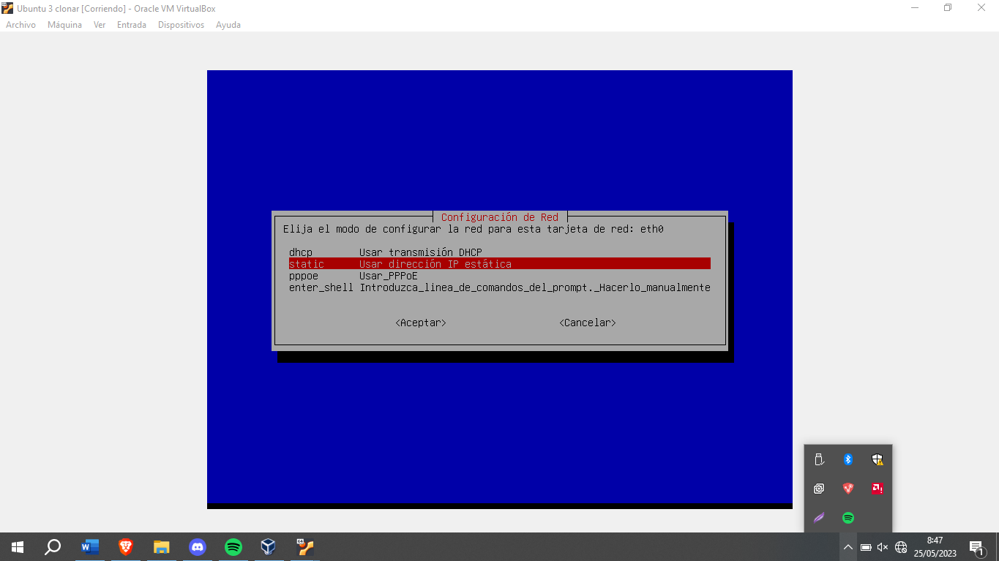 Ubuntu 3 clonar [Corriendo] - Oracle VM VirtualBox
Archivo Máquina Ver Entrada Dispositivos Ayuda
Configuración de Red
Elija el modo de configurar la red para esta tarjeta de red: eth0
dhcp Usar transmisión DHCP
static Usar dirección IP estática
pppoe Usar_PPPoE
enter_shell Introduzca_linea_de_comandos_del_prompt._Hacerlo_manualmente
<Aceptar> <Cancelar>
8:47
25/05/2023
1